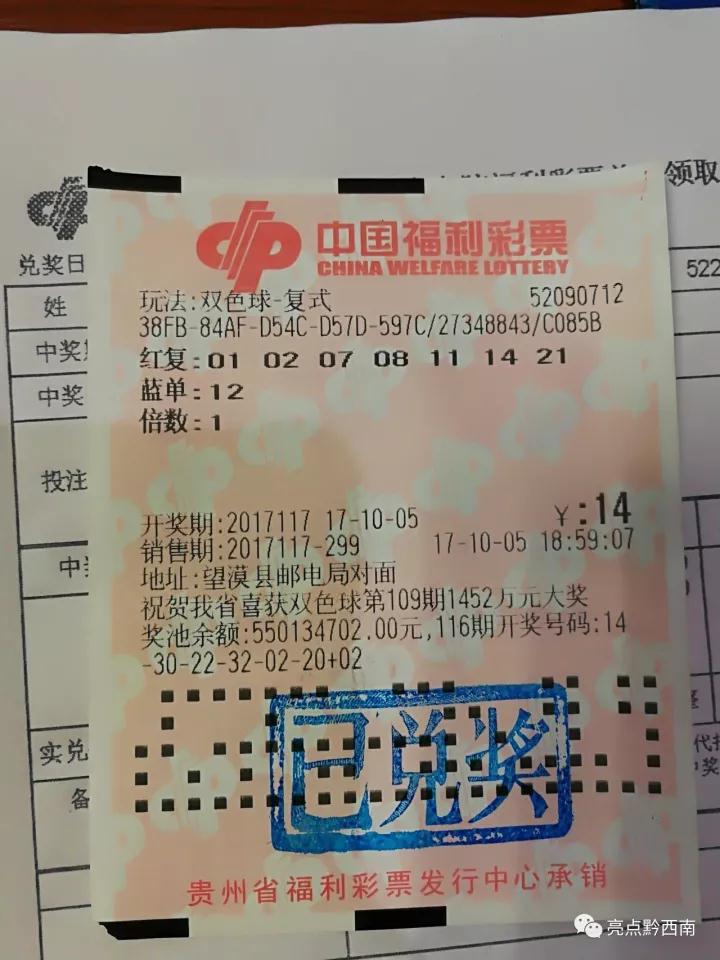 领取
兑奖日
522
姓
中奖
中奖
投注
中
实兑
备
代扌
中奖
中国福利彩票
CHINA WELFARE LOTTERY
玩法:双色球-复式 52090712
38FB-84AF-D54C-D57D-597C/27348843/C085B
红复:01 02 07 08 11 14 21
蓝单:12
倍数:1
开奖期:2017117 17-10-05 ¥:14
销售期:2017117-299 17-10-05 18:59:07
地址:望谟县邮电局对面
祝贺我省喜获双色球第109期1452万元大奖
奖池余额:550134702.00元,116期开奖号码:14
-30-22-32-02-20+02
已兑奖
贵州省福利彩票发行中心承销
亮点黔西南